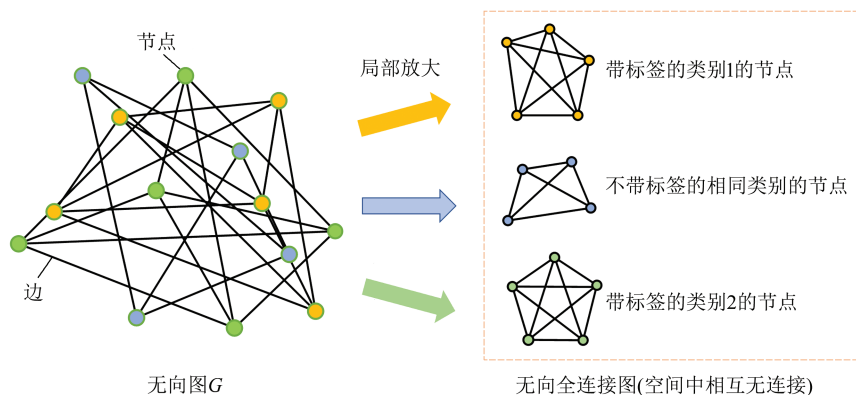 节点
局部放大
带标签的类别1的节点
不带标签的相同类别的节点
带标签的类别2的节点
边
无向图G
无向全连接图(空间中相互无连接)